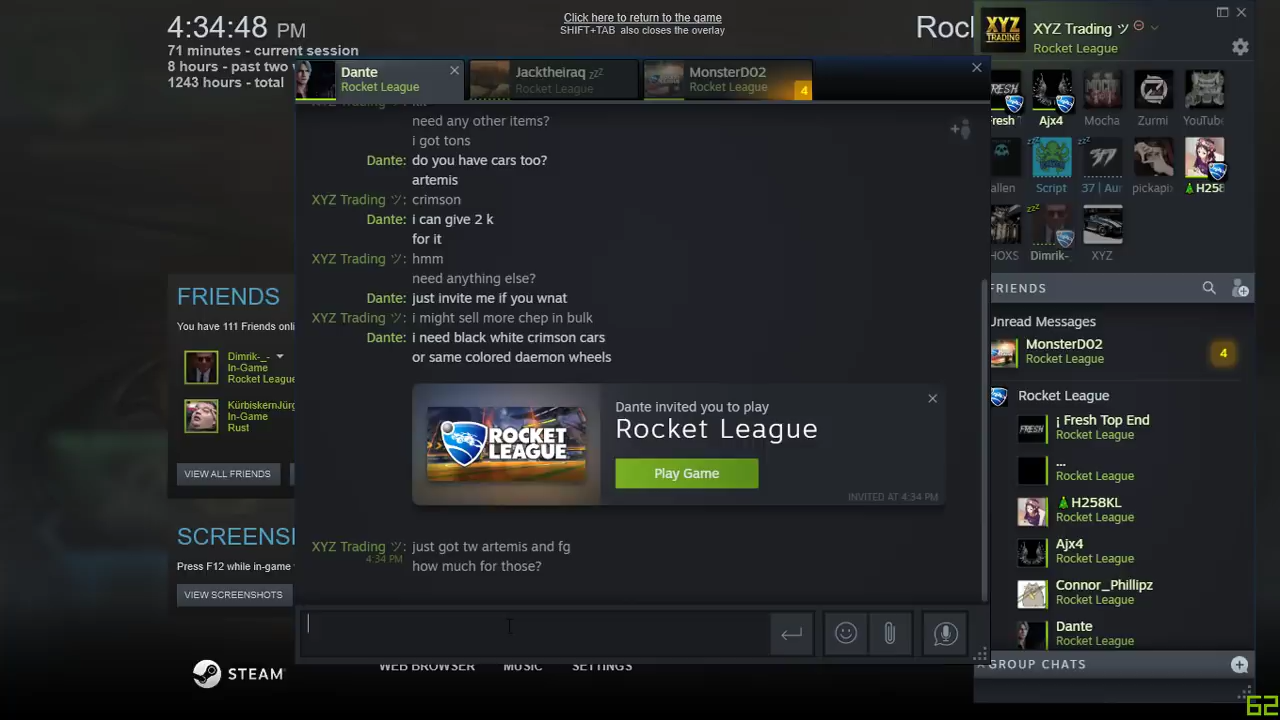 4:34:48 PM
71 minutes - current session
8 hours - past two
1243 hours - total
Click here to return to the game
SHIFT+TAB also closes the overlay
Rock
XYZ TRADING
XYZ Trading ツ
Rocket League
Dante
Rocket League
Jacktheiraq zzz
Rocket League
MonsterD02
Rocket League
4
need any other items?
i got tons
Dante: do you have cars too?
artemis
XYZ Trading ツ: crimson
Dante: i can give 2 k
for it
XYZ Trading ツ: hmm
need anything else?
Dante: just invite me if you wnat
XYZ Trading ツ: i might sell more chep in bulk
Dante: i need black white crimson cars
or same colored daemon wheels
ROCKET LEAGUE
Dante invited you to play
Rocket League
Play Game
INVITED AT 4:34 PM
XYZ Trading ツ: just got tw artemis and fg
4:34 PM
how much for those?
FRIENDS
You have 111 Friends onli
Dimrik-_-
In-Game
Rocket League
KürbiskernJürg
In-Game
Rust
VIEW ALL FRIENDS
SCREENSH
Press F12 while in-game
VIEW SCREENSHOTS
STEAM
WEB BROWSER
MUSIC
SETTINGS
Fresh T
Ajx4
Mocha
Zurmi
YouTube
allen
Script
37 | Aur
pickapix
H258
HOXS
Dimrik-
XYZ
FRIENDS
Unread Messages
MonsterD02
Rocket League
4
Rocket League
FRESH
¡ Fresh Top End
Rocket League
...
Rocket League
H258KL
Rocket League
Ajx4
Rocket League
Connor_Phillipz
Rocket League
Dante
Rocket League
GROUP CHATS
62